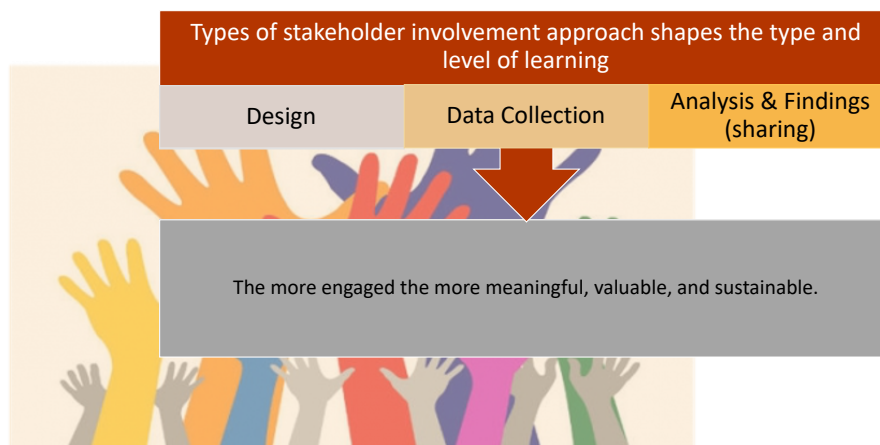 Types of stakeholder involvement approach shapes the type and
level of learning
Design
Data Collection
Analysis & Findings
(sharing)
The more engaged the more meaningful, valuable, and sustainable.